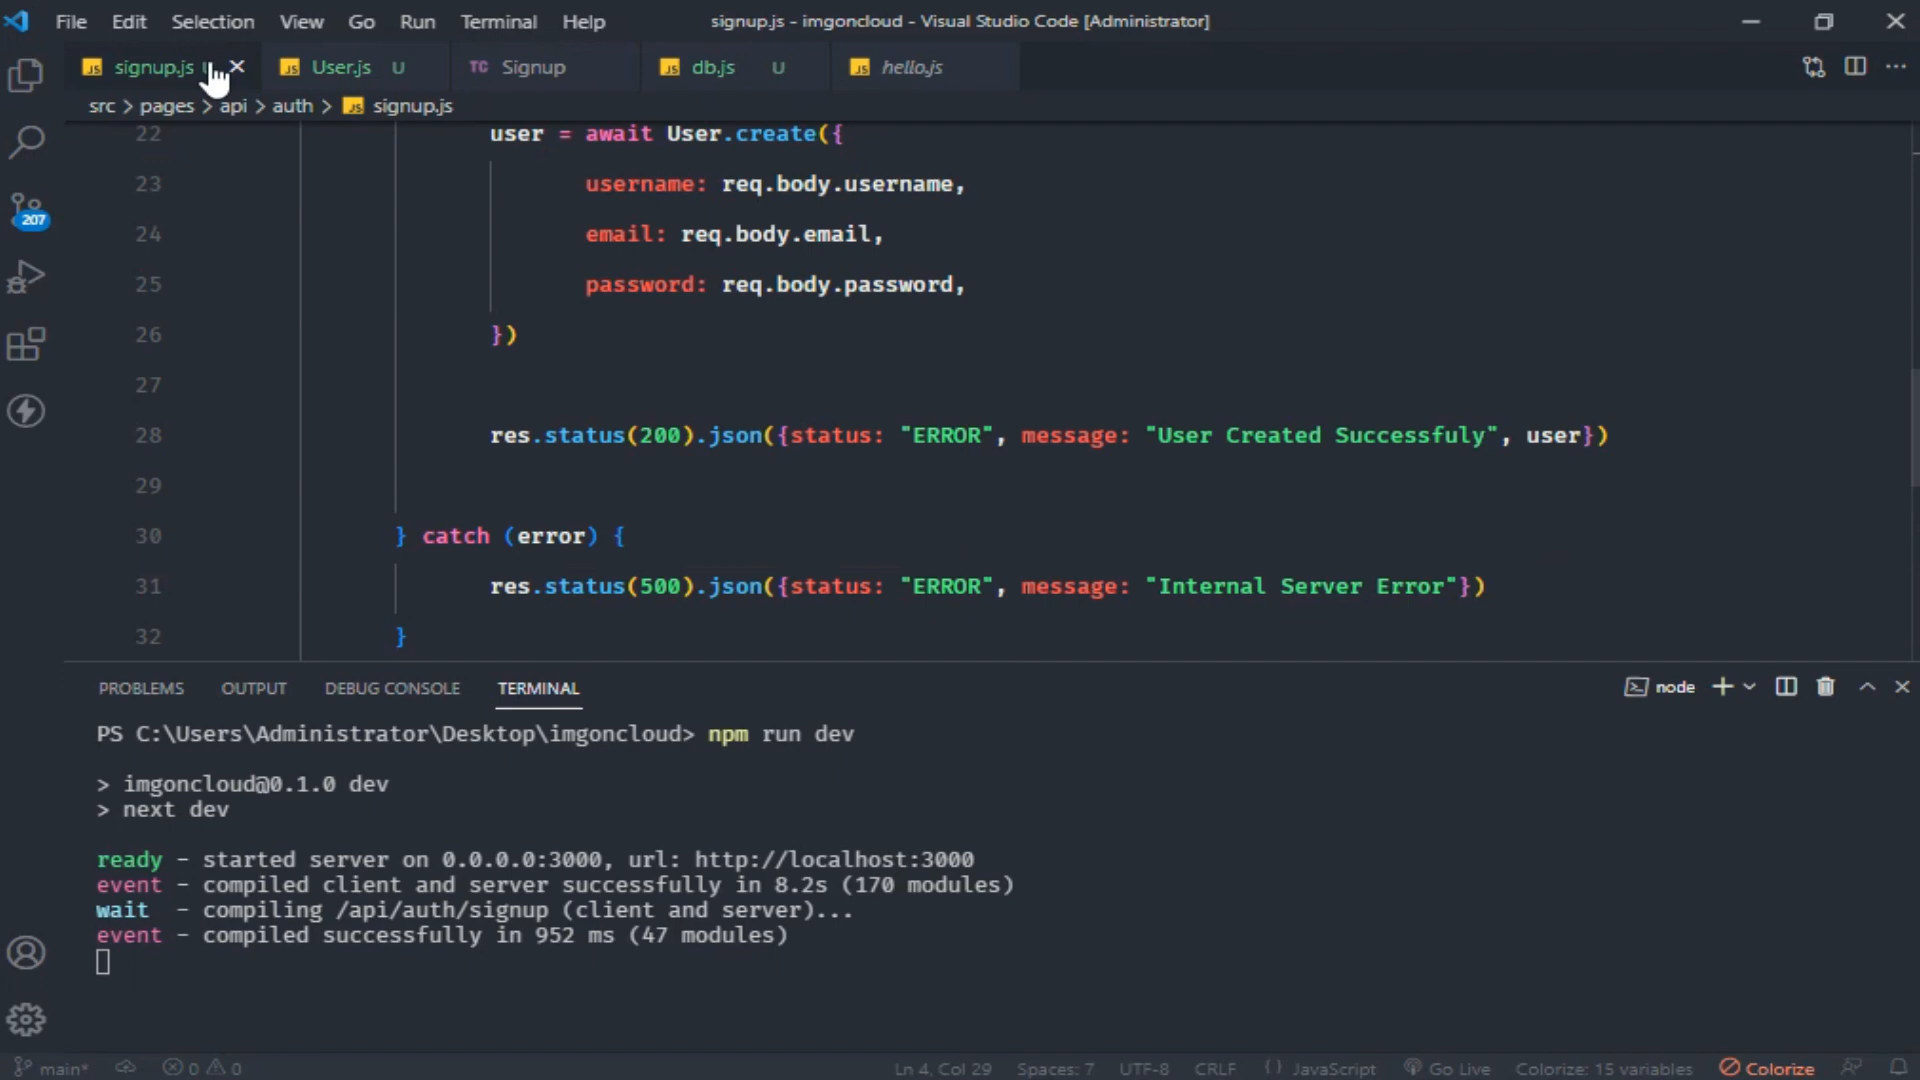 File Edit Selection View Go Run Terminal Help signup.js - imgoncloud - Visual Studio Code [Administrator]
JS signup.js JS User.js U TC Signup JS db.js U JS hello.js
src > pages > api > auth > JS signup.js
22 user = await User.create({
23 username: req.body.username,
24 email: req.body.email,
25 password: req.body.password,
26 })
27
28 res.status(200).json({status: "ERROR", message: "User Created Successfuly", user})
29
30 } catch (error) {
31 res.status(500).json({status: "ERROR", message: "Internal Server Error"})
32 }
207
PROBLEMS OUTPUT DEBUG CONSOLE TERMINAL node
PS C:\Users\Administrator\Desktop\imgoncloud> npm run dev
> imgoncloud@0.1.0 dev
> next dev
ready - started server on 0.0.0.0:3000, url: http://localhost:3000
event - compiled client and server successfully in 8.2s (170 modules)
wait - compiling /api/auth/signup (client and server)...
event - compiled successfully in 952 ms (47 modules)
main* 0 0 Ln 4, Col 29 Spaces: 7 UTF-8 CRLF {} JavaScript Go Live Colorize: 15 variables Colorize